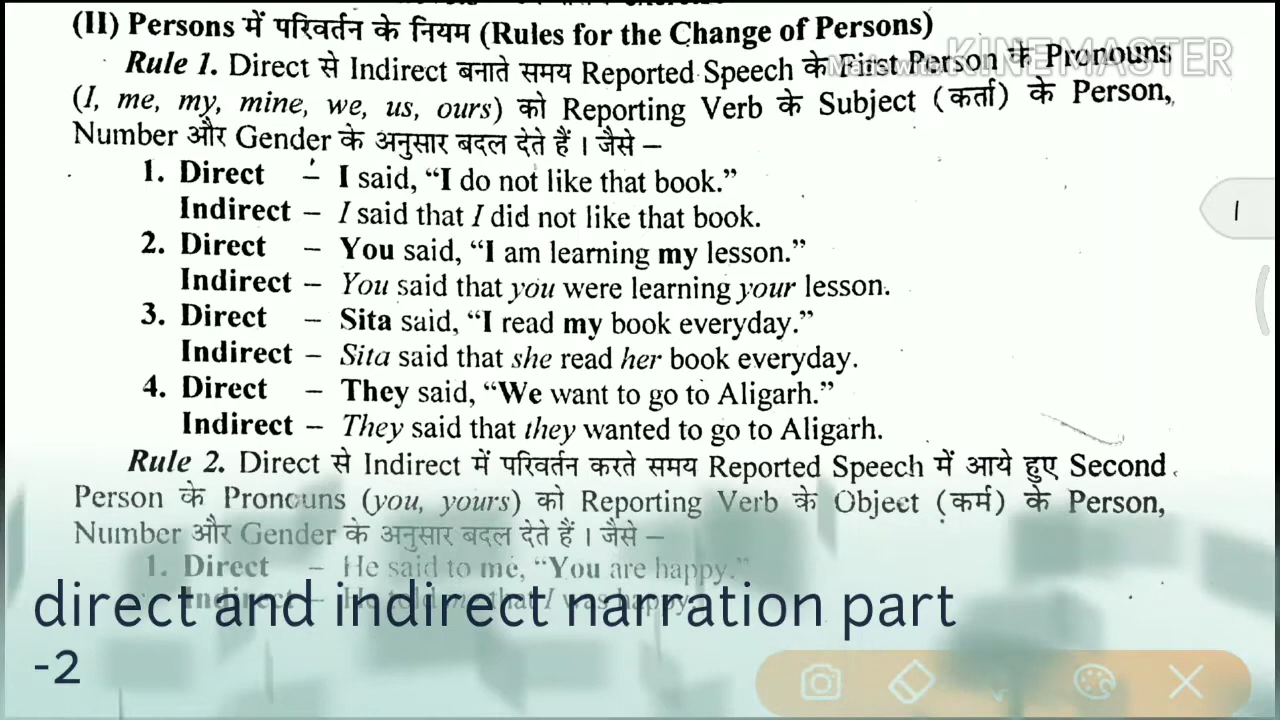 (II) Persons में परिवर्तन के नियम (Rules for the Change of Persons)
KINEMASTER
Rule 1. Direct से Indirect बनाते समय Reported Speech के First Person के Pronouns
(I, me, my, mine, we, us, ours) को Reporting Verb के Subject (कर्ता) के Person,
Number और Gender के अनुसार बदल देते हैं । जैसे –
1. Direct – I said, “I do not like that book.”
Indirect – I said that I did not like that book.
2. Direct – You said, “I am learning my lesson.”
Indirect – You said that you were learning your lesson.
3. Direct – Sita said, “I read my book everyday.”
Indirect – Sita said that she read her book everyday.
4. Direct – They said, “We want to go to Aligarh.”
Indirect – They said that they wanted to go to Aligarh.
Rule 2. Direct से Indirect में परिवर्तन करते समय Reported Speech में आये हुए Second
Person के Pronouns (you, yours) को Reporting Verb के Object (कर्म) के Person,
Number और Gender के अनुसार बदल देते हैं । जैसे –
1. Direct – He said to me, “You are happy.”
Indirect – He told me that I was happy.
direct and indirect narration part
-2